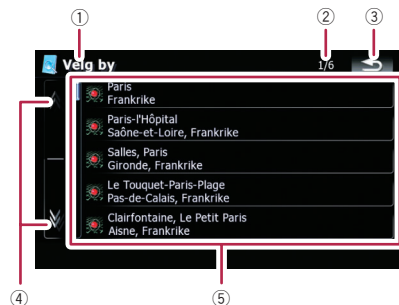 ① ② ③
Velg by 1/6
Paris
Frankrike
Paris-l'Hôpital
Saône-et-Loire, Frankrike
Salles, Paris
Gironde, Frankrike
Le Touquet-Paris-Plage
Pas-de-Calais, Frankrike
Clairfontaine, Le Petit Paris
Aisne, Frankrike
④ ⑤